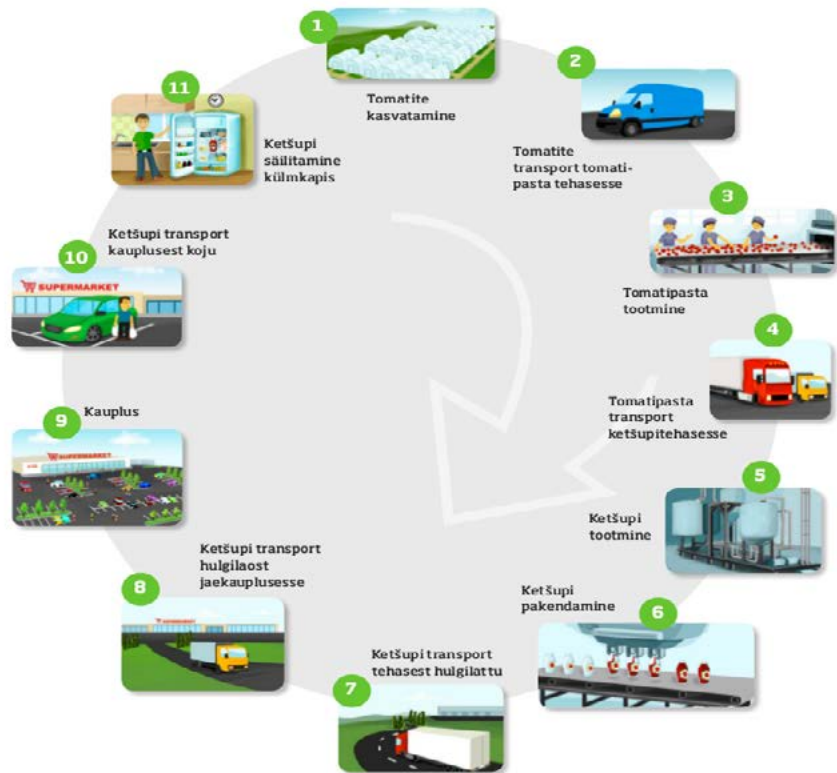 1
Tomatite
kasvatamine
2
Tomatite
transport tomati-
pasta tehasesse
3
Tomatipasta
tootmine
4
Tomatipasta
transport
ketšupitehasesse
5
Ketšupi
tootmine
6
Ketšupi
pakendamine
7
Ketšupi transport
tehasest hulgilattu
8
Ketšupi transport
hulgilaost
jaekauplusesse
SUPERMARKET
9
Kauplus
SUPERMARKET
10
Ketšupi transport
kauplusest koju
SUPERMARKET
11
Ketšupi
säilitamine
külmkapis